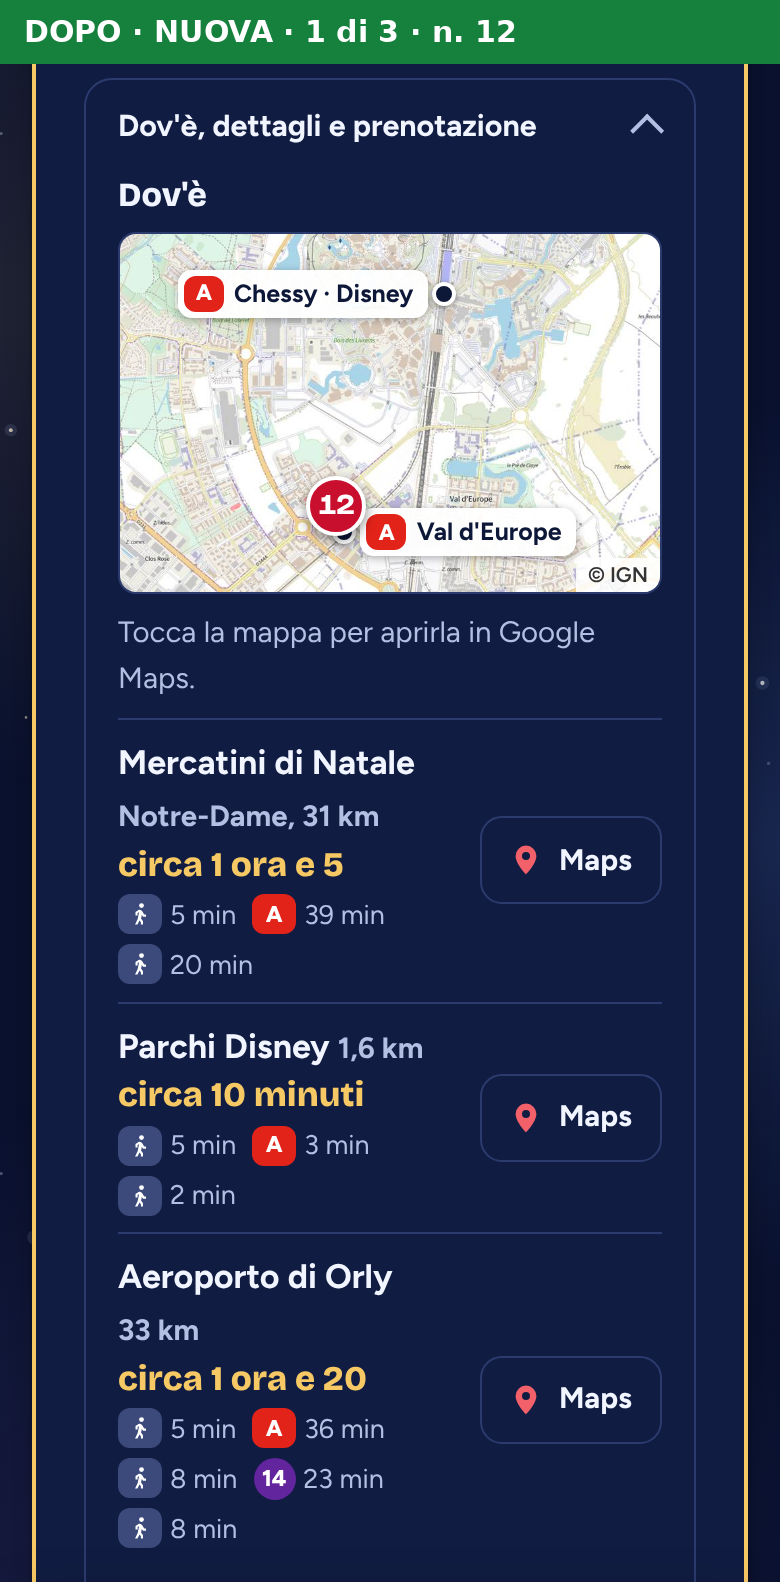 DOPO · NUOVA · 1 di 3 · n. 12
Dov'è, dettagli e prenotazione
Dov'è
A Chessy · Disney
12
Val d'Europe
A Val d'Europe
Clos Rose
© IGN
Tocca la mappa per aprirla in Google
Maps.
Mercatini di Natale
Notre-Dame, 31 km
circa 1 ora e 5
Maps
5 min A 39 min
20 min
Parchi Disney 1,6 km
circa 10 minuti
Maps
5 min A 3 min
2 min
Aeroporto di Orly
33 km
circa 1 ora e 20
Maps
5 min A 36 min
8 min 14 23 min
8 min